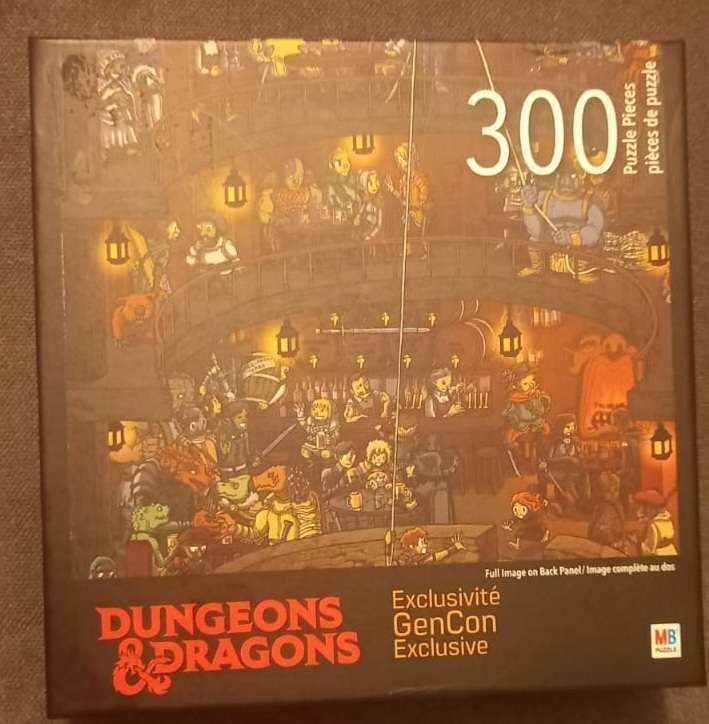 300
Puzzle Pieces
pièces de puzzle
Full Image on Back Panel/ Image complète au dos
DUNGEONS
& DRAGONS
Exclusivité
GenCon
Exclusive
MB
PUZZLE